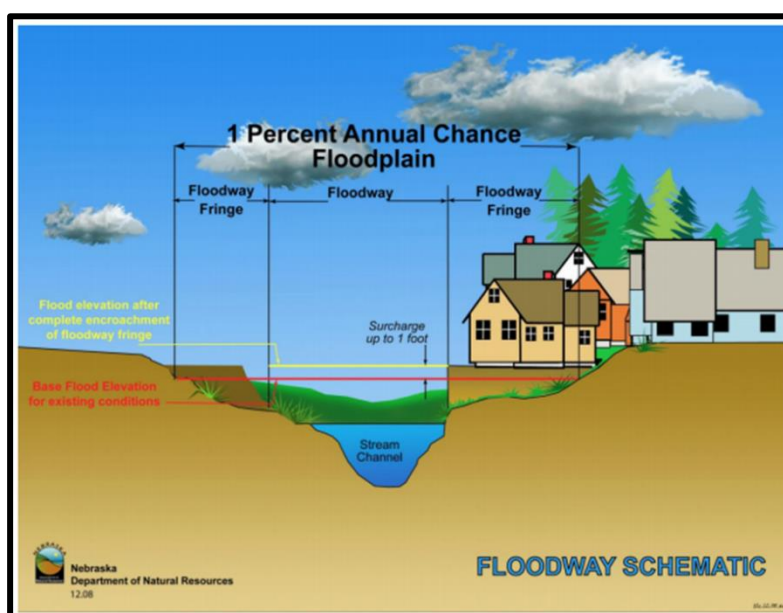 1 Percent Annual Chance
Floodplain
Floodway
Fringe
Floodway
Floodway
Fringe
Flood elevation after
complete encroachment
of floodway fringe
Surcharge
up to 1 foot
Base Flood Elevation
for existing conditions
Stream
Channel
Nebraska
Department of Natural Resources
12.08
FLOODWAY SCHEMATIC